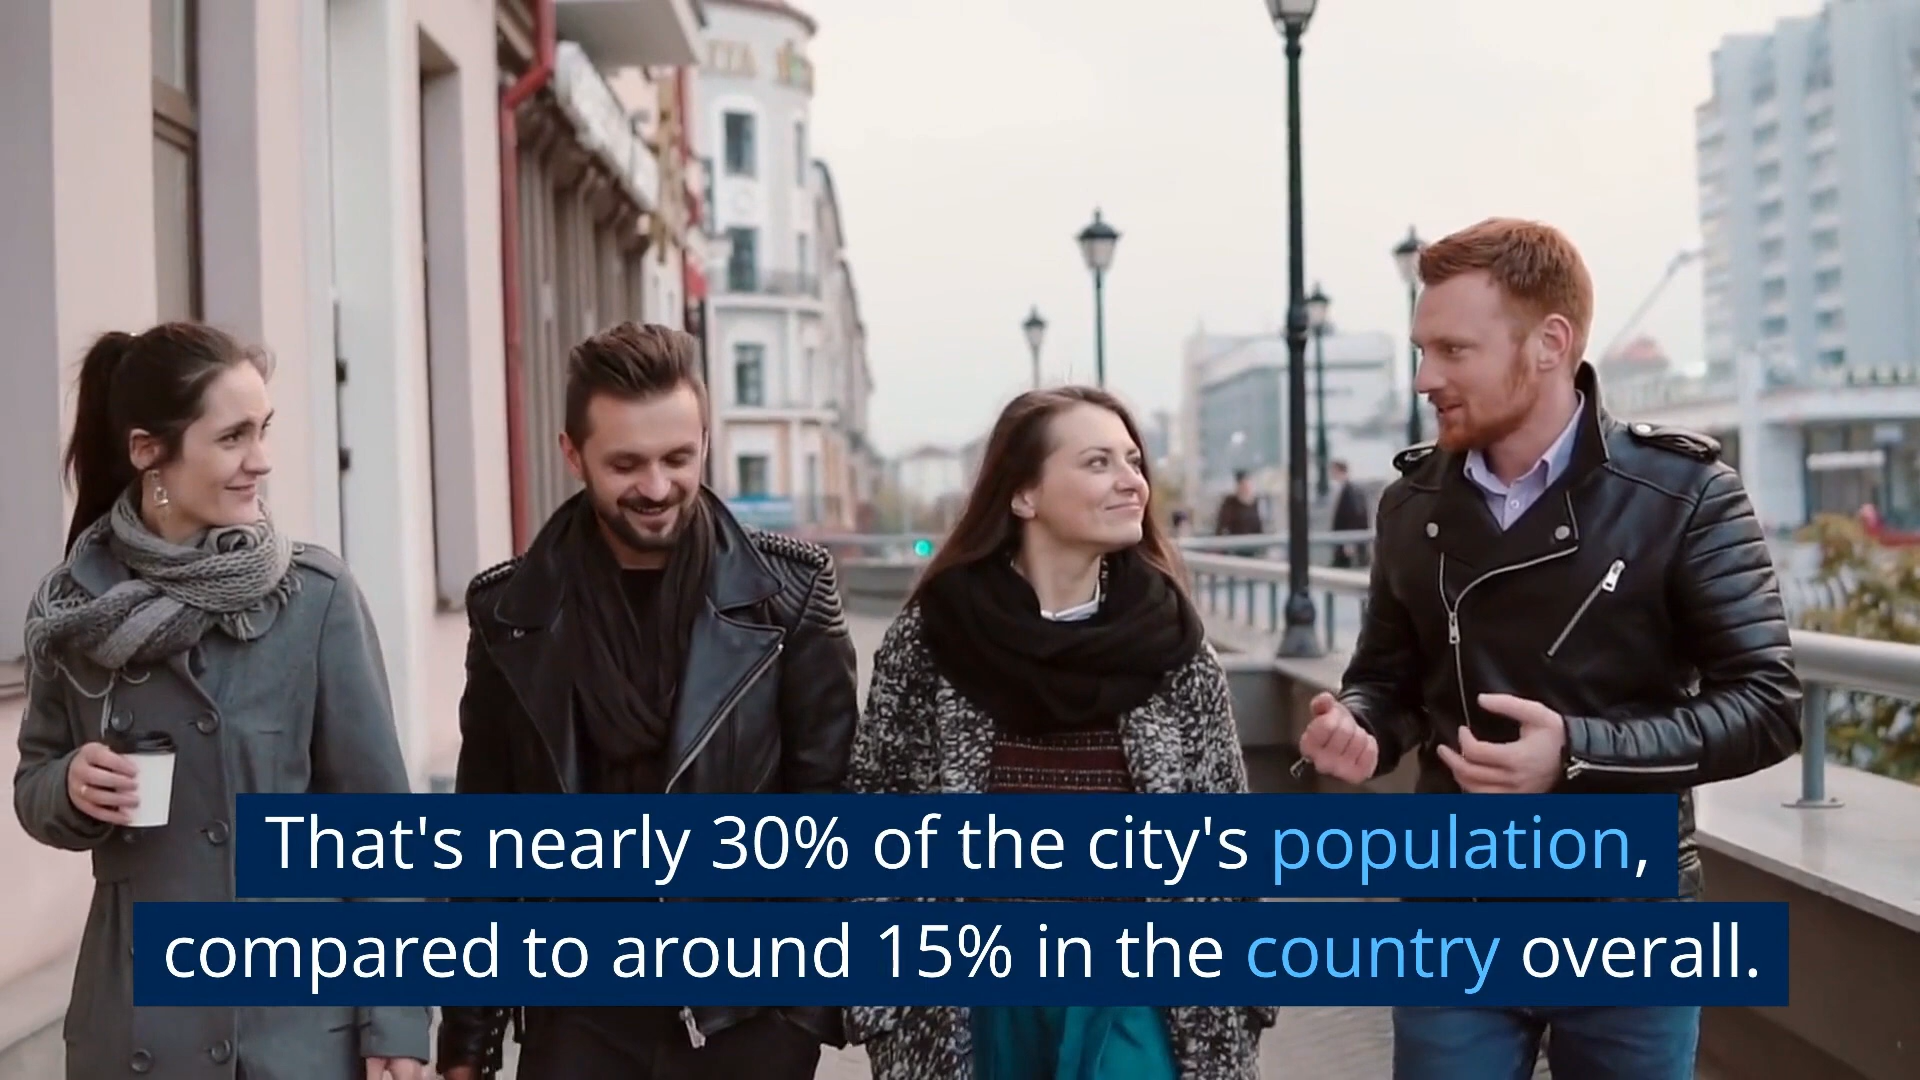 That's nearly 30% of the city's population,
compared to around 15% in the country overall.